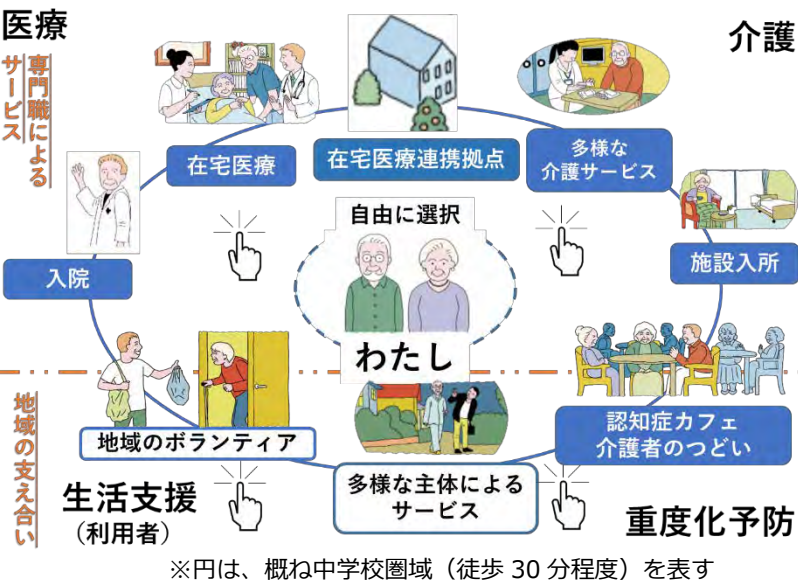 医療
介護
専門職による
サービス
在宅医療
在宅医療連携拠点
多様な
介護サービス
自由に選択
入院
施設入所
わたし
地域の支え合い
地域のボランティア
認知症カフェ
介護者のつどい
多様な主体による
サービス
生活支援
（利用者）
重度化予防
※円は、概ね中学校圏域（徒歩 30 分程度）を表す